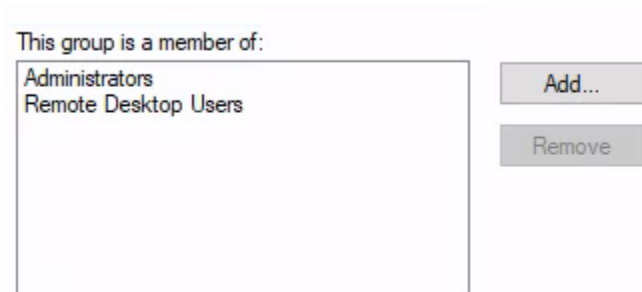 This group is a member of:
Administrators
Remote Desktop Users
Add...
Remove